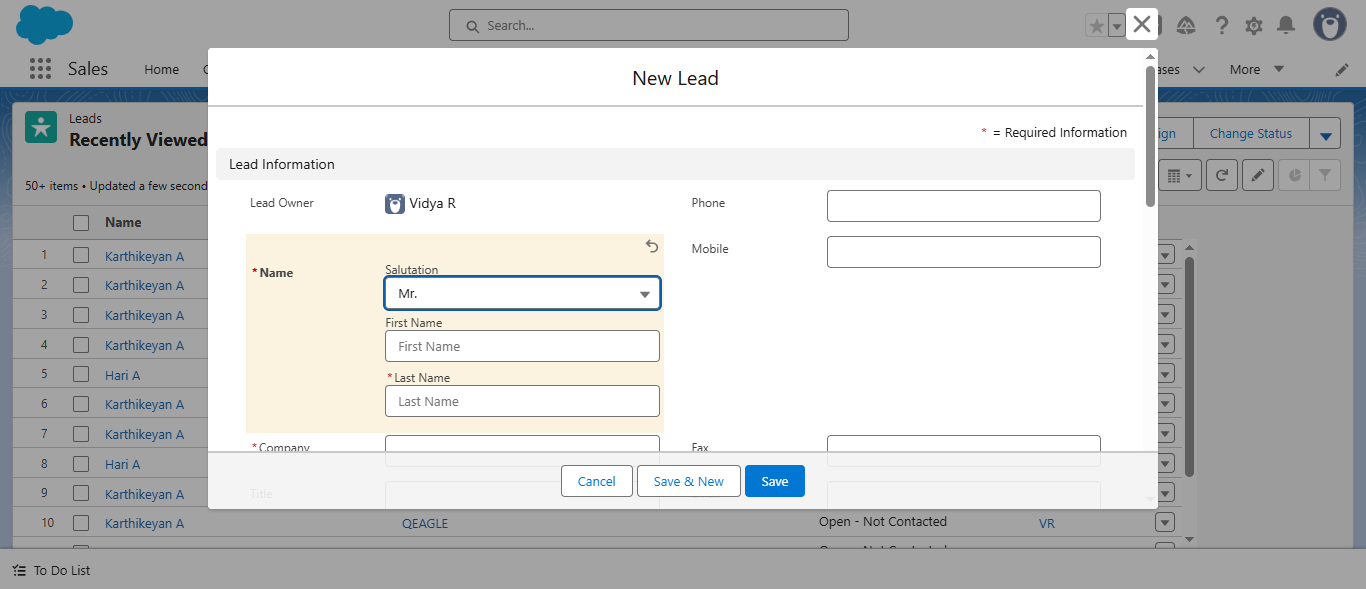 Search...
Sales
Home
More
New Lead
* = Required Information
Leads
Recently Viewed
Change Status
50+ items • Updated a few second
Lead Information
Lead Owner
Vidya R
Phone
Mobile
* Name
Salutation
Mr.
First Name
First Name
* Last Name
Last Name
* Company
Fax
Title
Cancel
Save & New
Save
Name
1 Karthikeyan A
2 Karthikeyan A
3 Karthikeyan A
4 Karthikeyan A
5 Hari A
6 Karthikeyan A
7 Karthikeyan A
8 Hari A
9 Karthikeyan A
10 Karthikeyan A QEAGLE Open - Not Contacted VR
To Do List